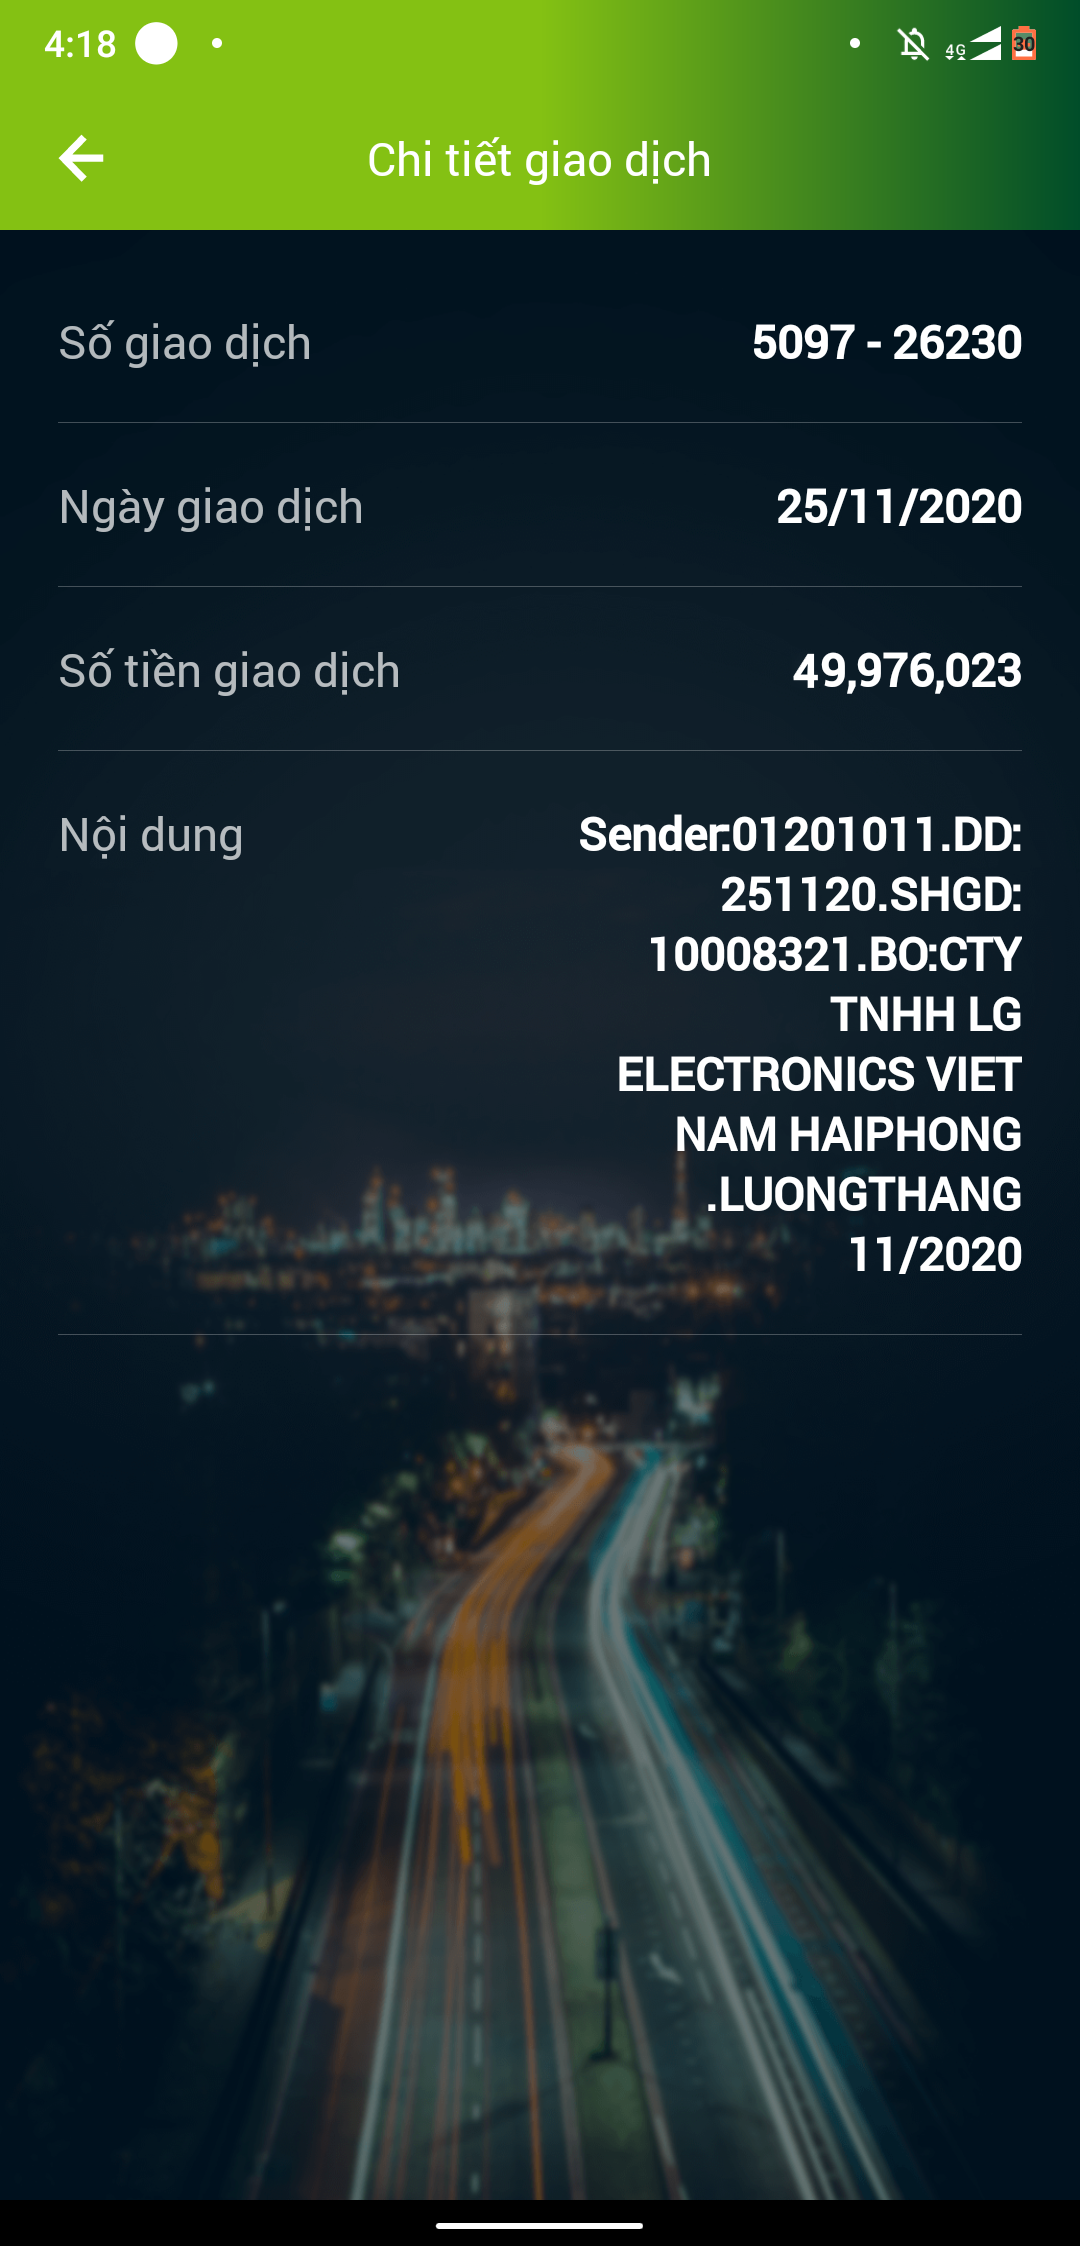 4:18
4G
30
Chi tiết giao dịch
Số giao dịch
5097 - 26230
Ngày giao dịch
25/11/2020
Số tiền giao dịch
49,976,023
Nội dung
Sender:01201011.DD:
251120.SHGD:
10008321.BO:CTY
TNHH LG
ELECTRONICS VIET
NAM HAIPHONG
.LUONGTHANG
11/2020